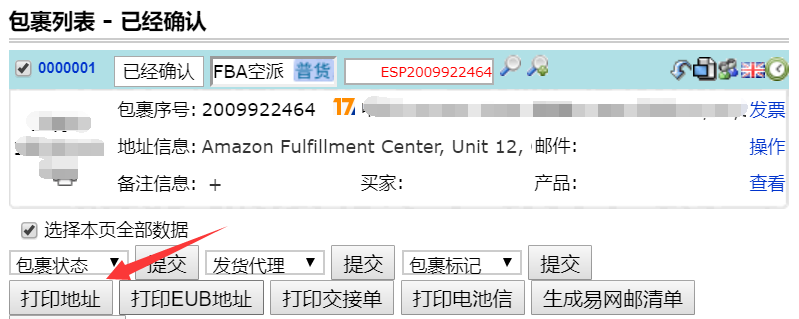 包裹列表 - 已经确认
0000001 已经确认 FBA空派 普货 ESP2009922464
包裹序号: 2009922464 17 发票
地址信息: Amazon Fulfillment Center, Unit 12, 邮件: 操作
备注信息: + 买家: 产品: 查看
选择本页全部数据
包裹状态 提交 发货代理 提交 包裹标记 提交
打印地址 打印EUB地址 打印交接单 打印电池信 生成易网邮清单